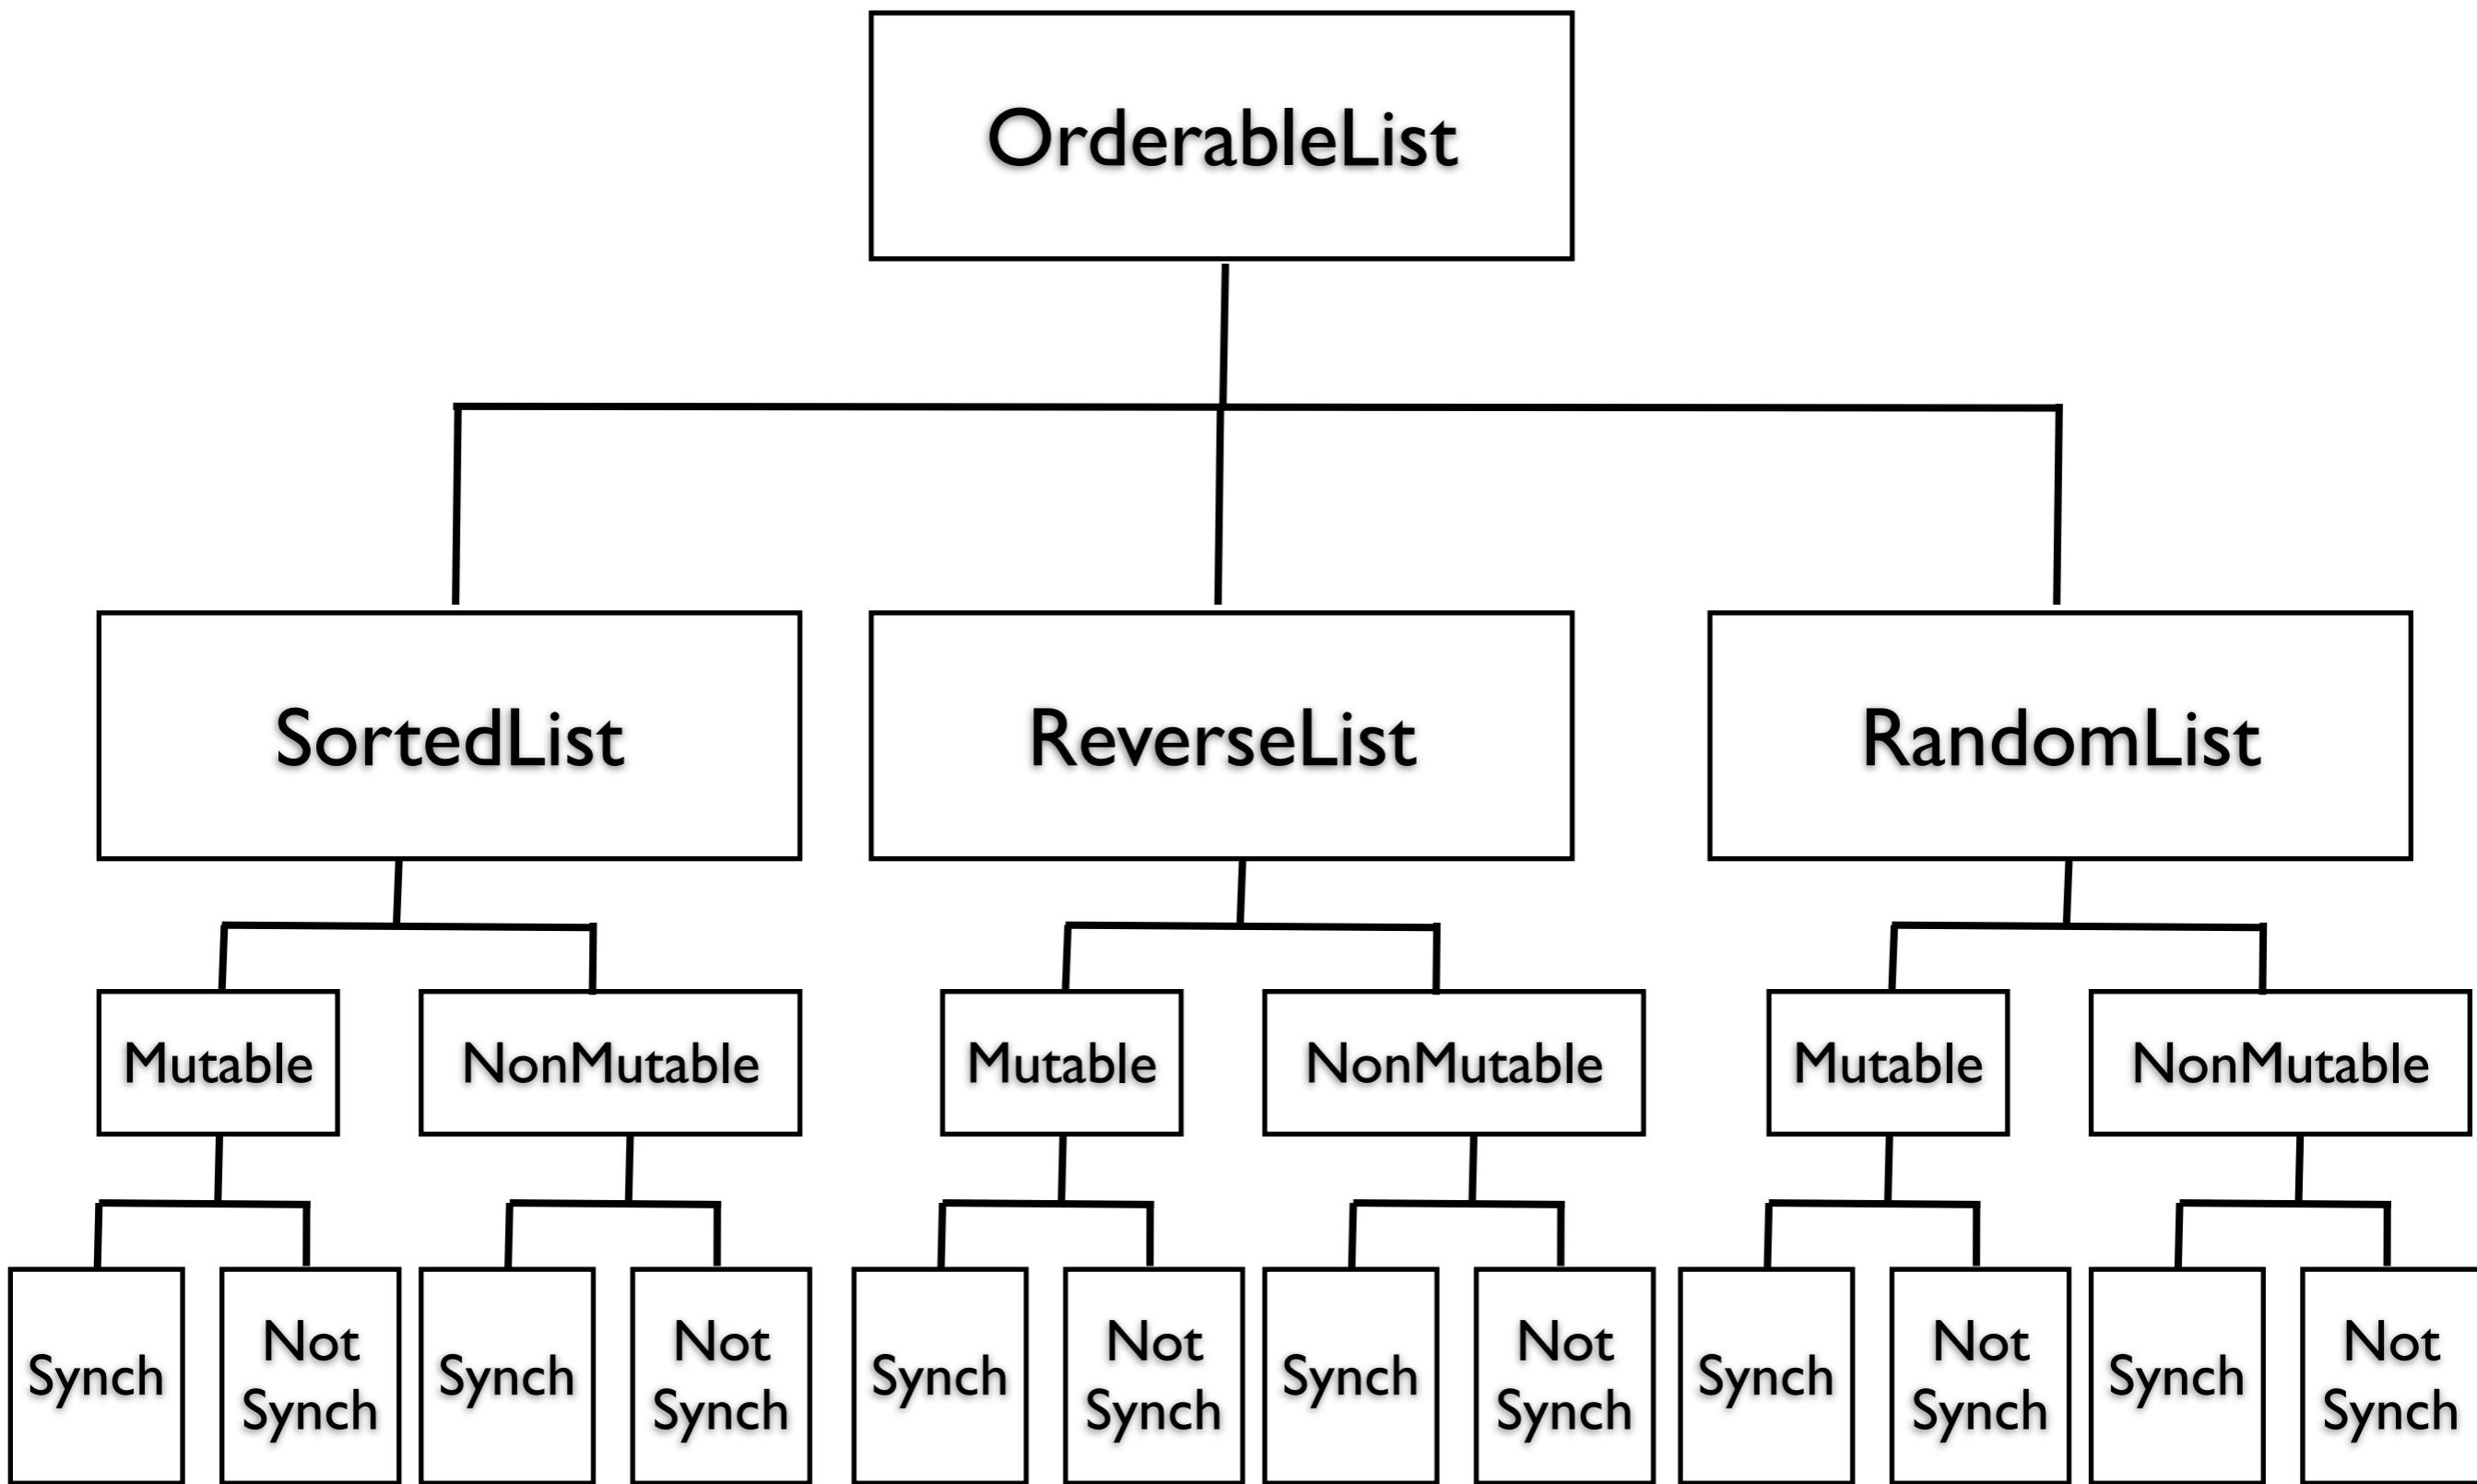 OrderableList
SortedList
ReverseList
RandomList
Mutable
NonMutable
Mutable
NonMutable
Mutable
NonMutable
Synch
Not
Synch
Synch
Not
Synch
Synch
Not
Synch
Synch
Not
Synch
Synch
Not
Synch
Synch
Not
Synch